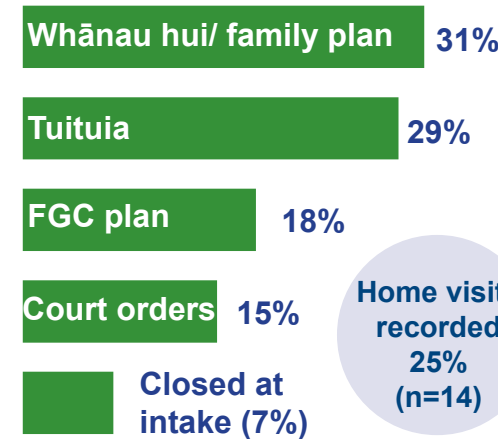 Whānau hui/ family plan 31%
Tuituia 29%
FGC plan 18%
Court orders 15%
Closed at
intake (7%)
Home visit
recorded
25%
(n=14)